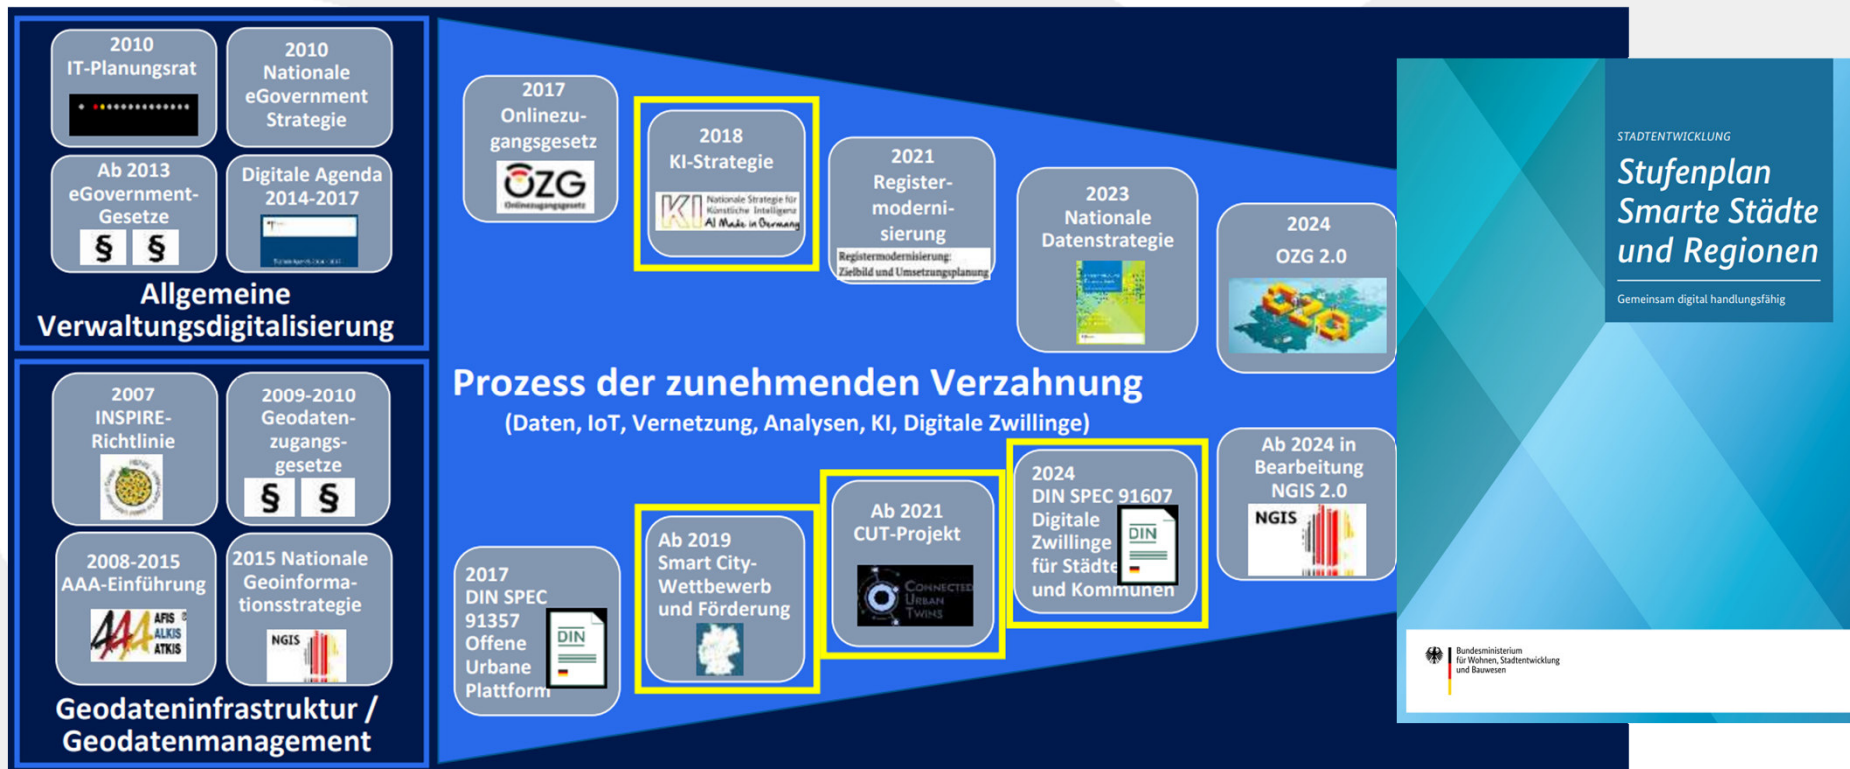 2010
IT-Planungsrat
2010
Nationale
eGovernment
Strategie
Ab 2013
eGovernment-
Gesetze
§ §
Digitale Agenda
2014-2017
Allgemeine
Verwaltungsdigitalisierung
2007
INSPIRE-
Richtlinie
2009-2010
Geodaten-
zugangs-
gesetze
§ §
2008-2015
AAA-Einführung
AAA
AFIS
ALKIS
ATKIS
2015 Nationale
Geoinforma-
tionsstrategie
NGIS
Geodateninfrastruktur /
Geodatenmanagement
2017
Onlinezu-
gangsgesetz
OZG
Onlinezugangsgesetz
2018
KI-Strategie
KI
Nationale Strategie für
Künstliche Intelligenz
AI Made in Germany
2021
Register-
moderni-
sierung
Registermodernisierung:
Zielbild und Umsetzungsplanung
2023
Nationale
Datenstrategie
2024
OZG 2.0
OZG
Prozess der zunehmenden Verzahnung
(Daten, IoT, Vernetzung, Analysen, KI, Digitale Zwillinge)
2017
DIN SPEC
91357
Offene
Urbane
Plattform
DIN
Ab 2019
Smart City-
Wettbewerb
und Förderung
Ab 2021
CUT-Projekt
CONNECTED
URBAN
TWINS
2024
DIN SPEC 91607
Digitale
Zwillinge
für Städte
und Kommunen
DIN
Ab 2024 in
Bearbeitung
NGIS 2.0
NGIS
STADTENTWICKLUNG
Stufenplan
Smarte Städte
und Regionen
Gemeinsam digital handlungsfähig
Bundesministerium
für Wohnen, Stadtentwicklung
und Bauwesen